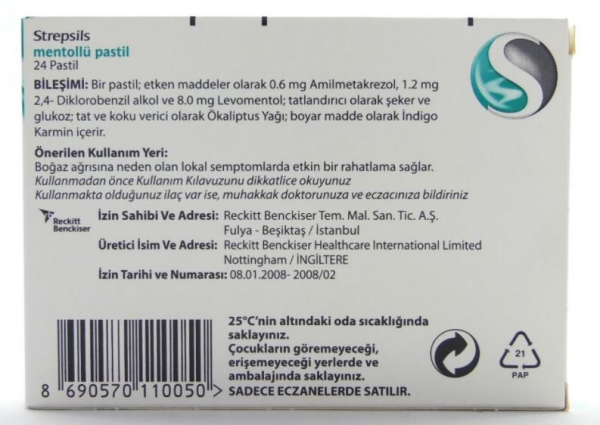 Strepsils
mentollü pastil
24 Pastil
BİLEŞİMİ: Bir pastil; etken maddeler olarak 0.6 mg Amilmetakrezol, 1.2 mg
2,4- Diklorobenzil alkol ve 8.0 mg Levomentol; tatlandırıcı olarak şeker ve
glukoz; tat ve koku verici olarak Ökaliptus Yağı; boyar madde olarak İndigo
Karmin içerir.
Önerilen Kullanım Yeri:
Boğaz ağrısına neden olan lokal semptomlarda etkin bir rahatlama sağlar.
Kullanmadan önce Kullanım Kılavuzunu dikkatlice okuyunuz
Kullanmakta olduğunuz ilaç var ise, muhakkak doktorunuza ve eczacınıza bildiriniz
Reckitt
Benckiser
İzin Sahibi Ve Adresi: Reckitt Benckiser Tem. Mal. San. Tic. A.Ş.
Fulya - Beşiktaş / İstanbul
Üretici İsim Ve Adresi: Reckitt Benckiser Healthcare International Limited
Nottingham / İNGİLTERE
İzin Tarihi ve Numarası: 08.01.2008- 2008/02
25°C'nin altındaki oda sıcaklığında
saklayınız.
Çocukların göremeyeceği,
erişemeyeceği yerlerde ve
ambalajında saklayınız.
SADECE ECZANELERDE SATILIR.
8 690570 110050 >
21
PAP